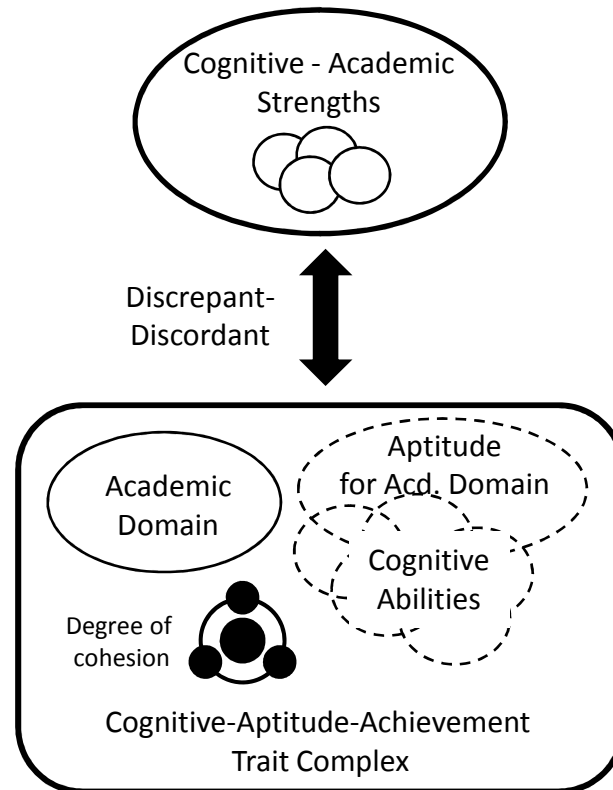 Cognitive - Academic
Strengths
Discrepant-
Discordant
Academic
Domain
Aptitude
for Acd. Domain
Cognitive
Abilities
Degree of
cohesion
Cognitive-Aptitude-Achievement
Trait Complex